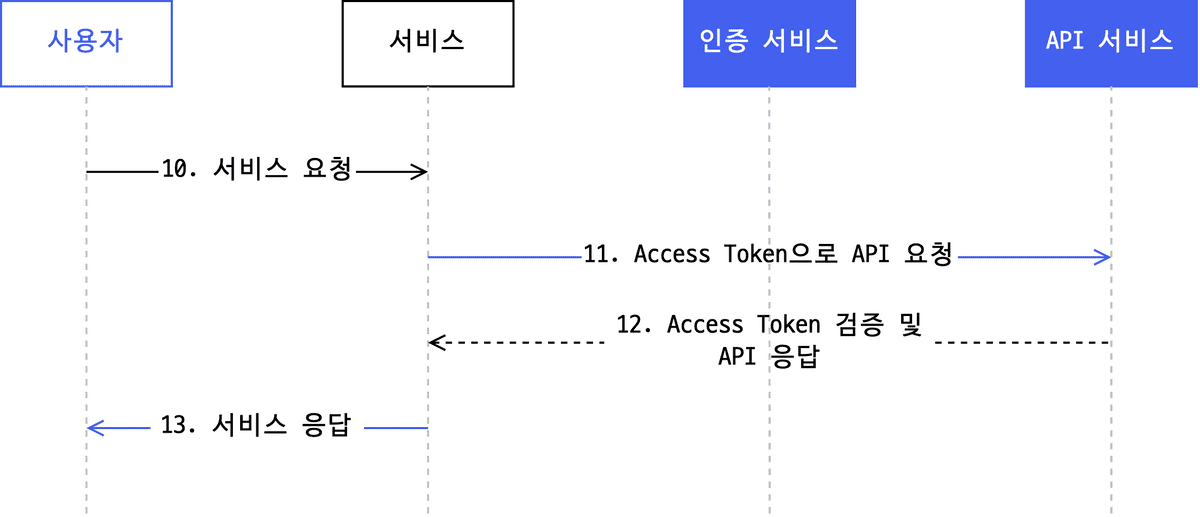 사용자
서비스
인증 서비스
API 서비스
10. 서비스 요청
11. Access Token으로 API 요청
12. Access Token 검증 및
API 응답
13. 서비스 응답